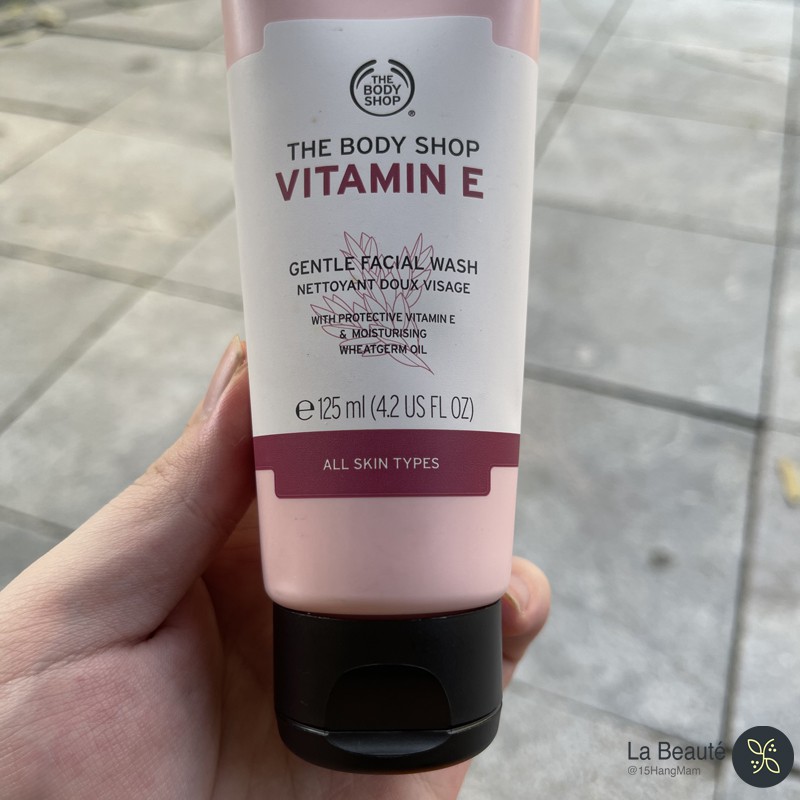 THE
BODY
SHOP
®
THE BODY SHOP
VITAMIN E
GENTLE FACIAL WASH
NETTOYANT DOUX VISAGE
WITH PROTECTIVE VITAMIN E
& MOISTURISING
WHEATGERM OIL
℮ 125 ml (4.2 US FL OZ)
ALL SKIN TYPES
La Beauté
@15HangMam